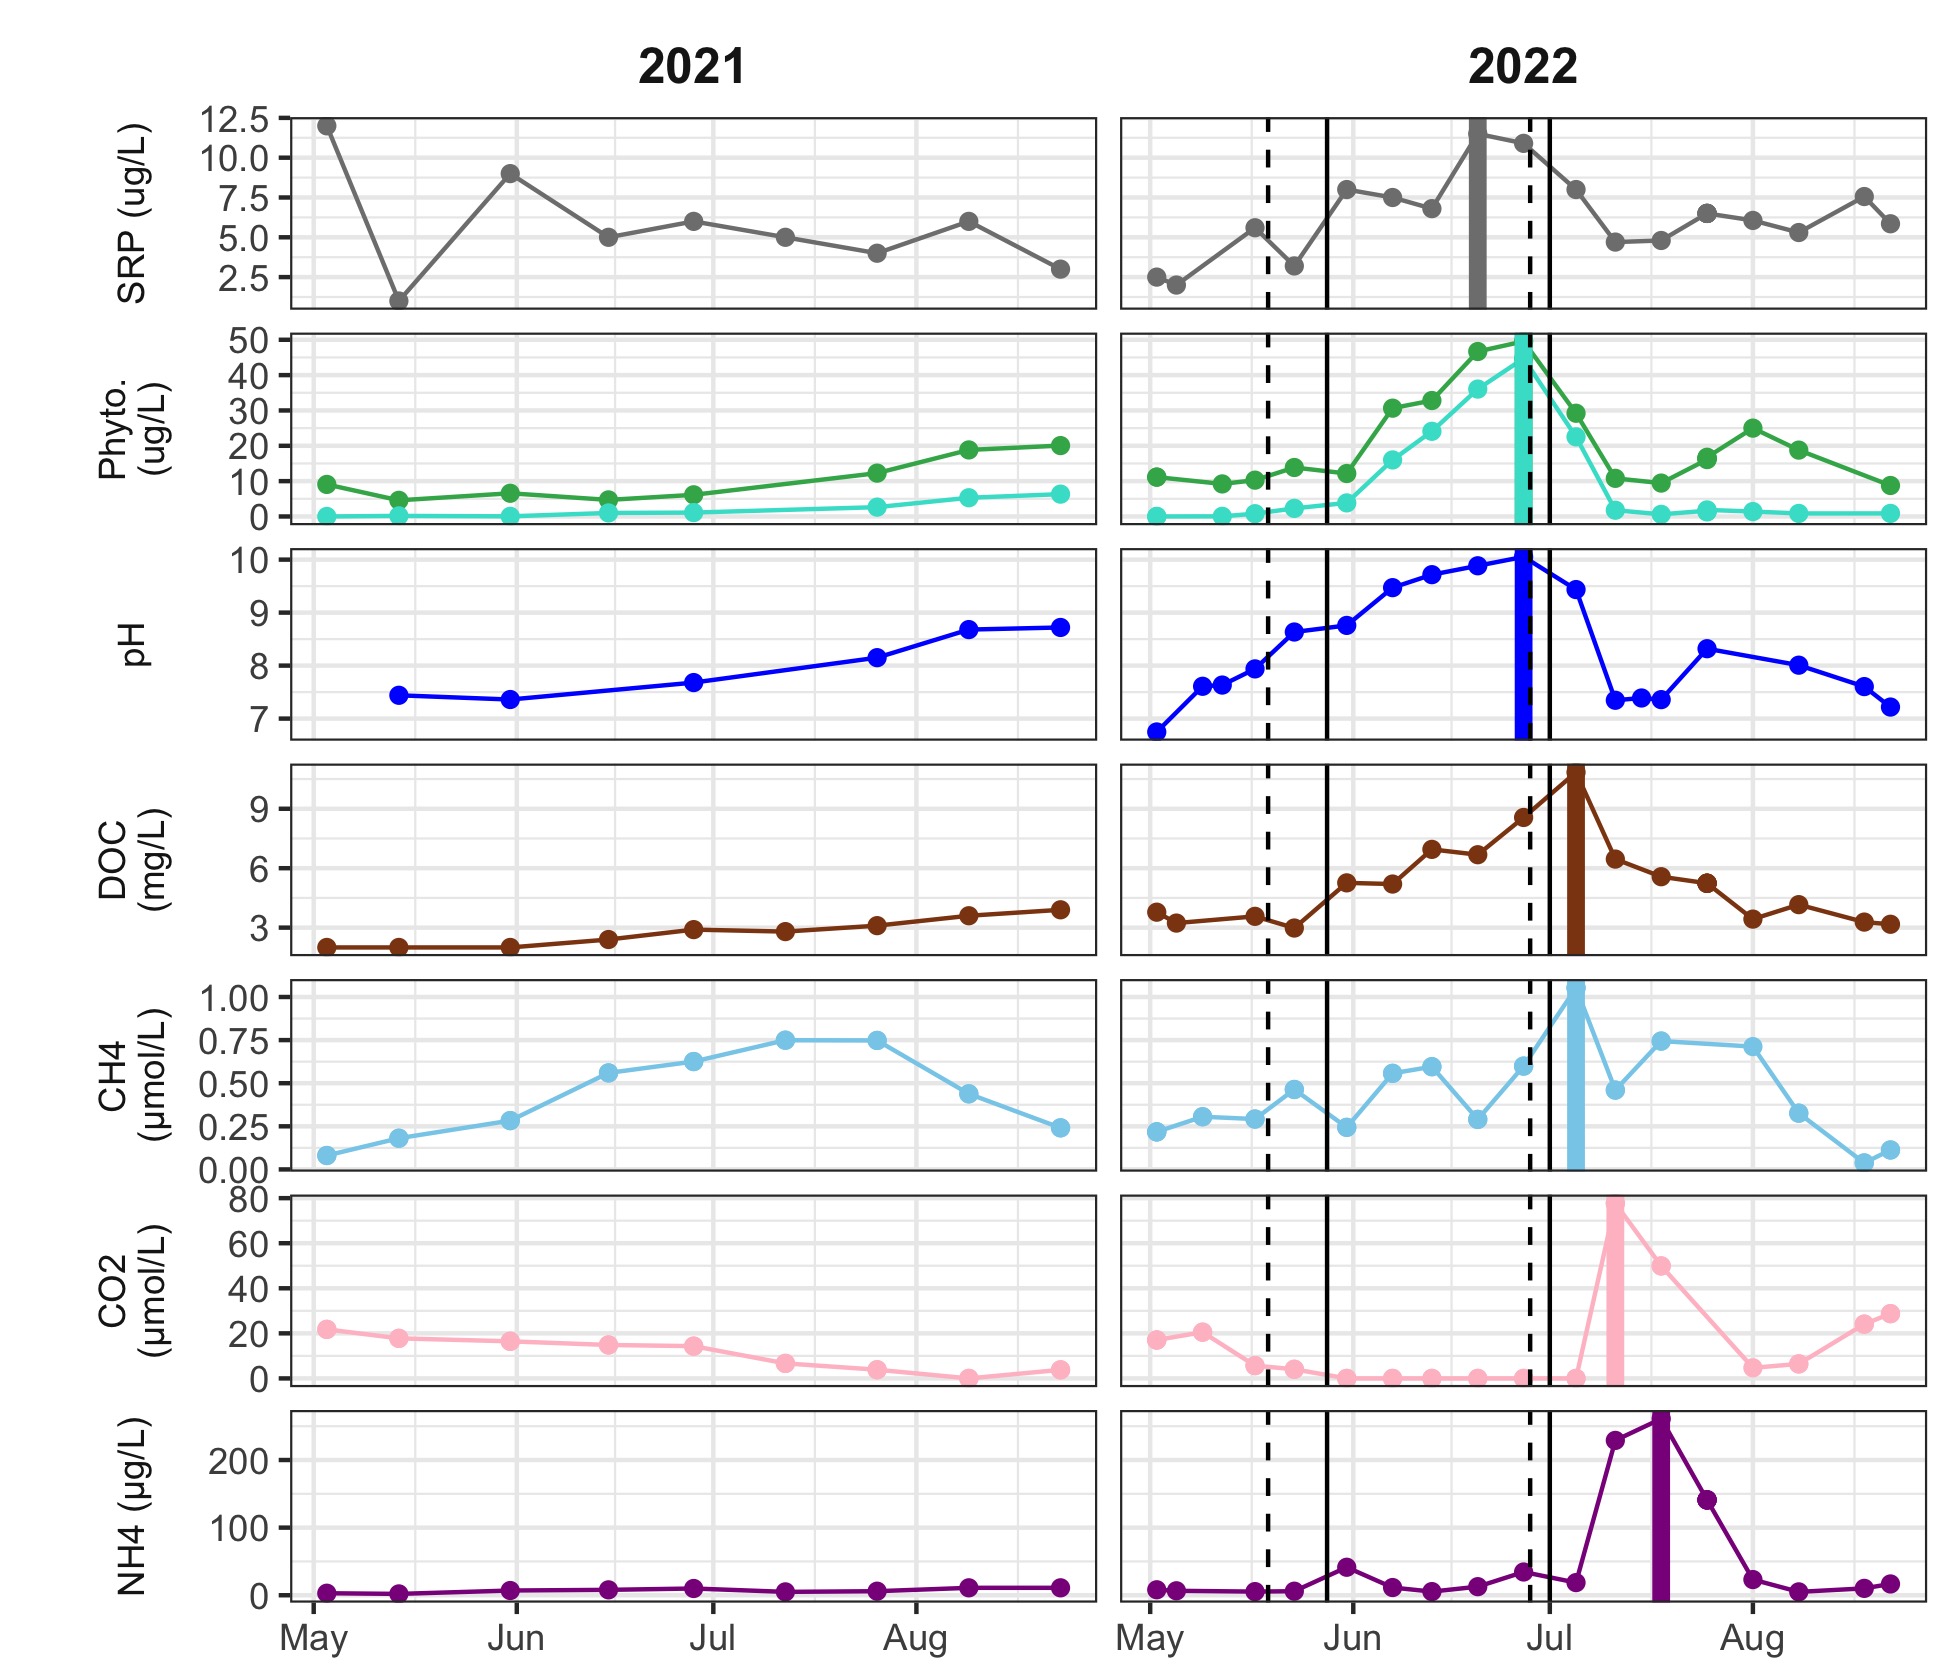 2021 2022
SRP (ug/L)
12.5
10.0
7.5
5.0
2.5
Phyto.
(ug/L)
50
40
30
20
10
0
pH
10
9
8
7
DOC
(mg/L)
9
6
3
CH4
(µmol/L)
1.00
0.75
0.50
0.25
0.00
CO2
(µmol/L)
80
60
40
20
0
NH4 (µg/L)
200
100
0
May Jun Jul Aug May Jun Jul Aug